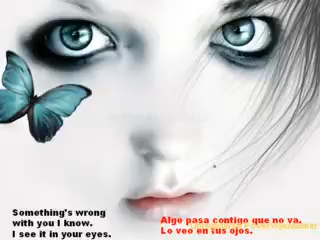 Something's wrong
with you I know.
I see it in your eyes.
Algo pasa contigo que no va.
Lo veo en tus ojos.